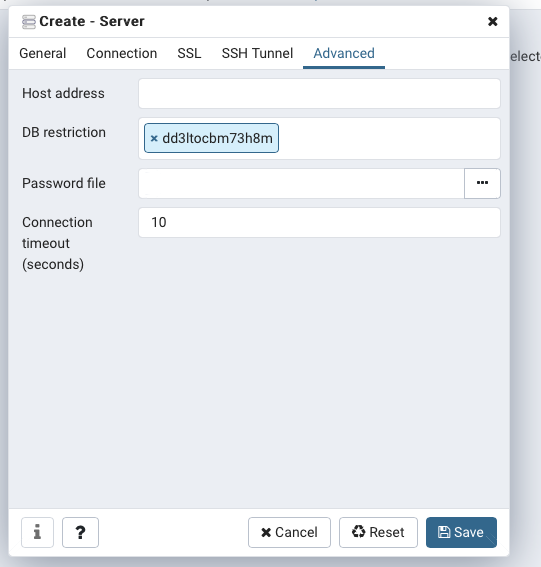 Create - Server
General Connection SSL SSH Tunnel Advanced
elect
Host address
DB restriction
× dd3ltocbm73h8m
Password file
Connection
timeout
(seconds)
10
Cancel Reset Save